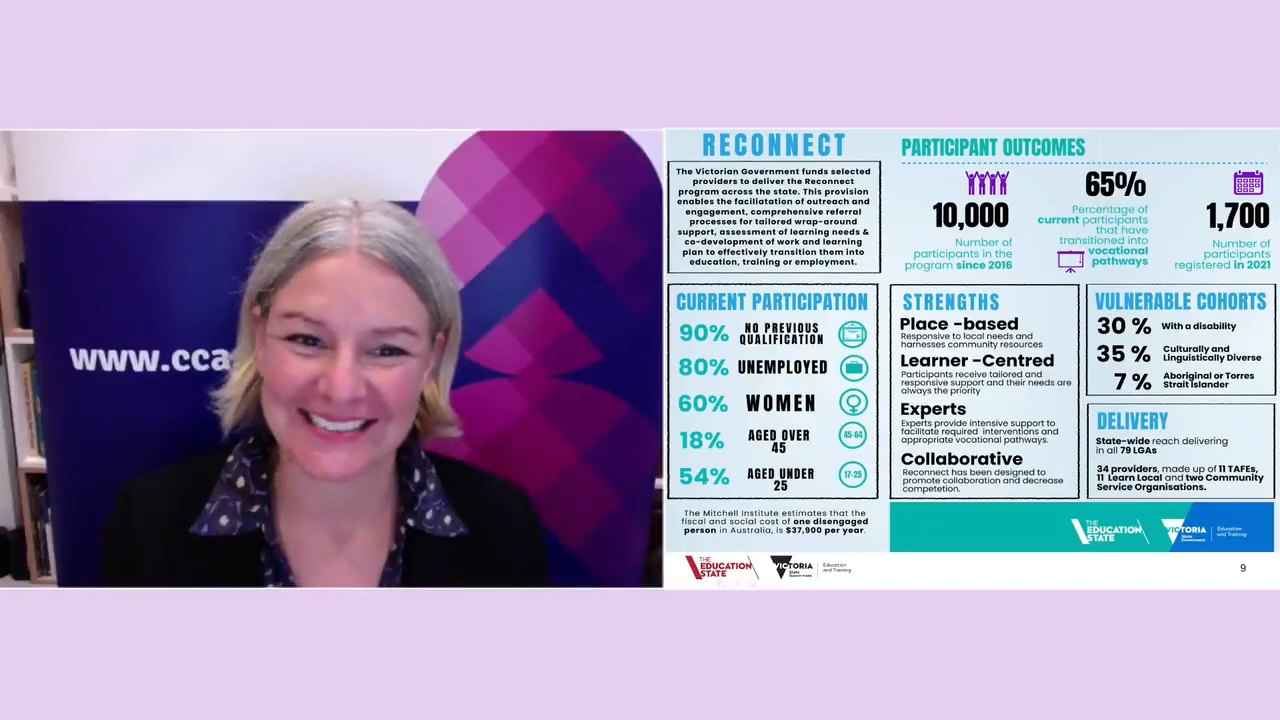 www.cca
RECONNECT
The Victorian Government funds selected
providers to deliver the Reconnect
program across the state. This provision
enables the faciliatation of outreach and
engagement, comprehensive referral
processes for tailored wrap-around
support, assessment of learning needs &
co-development of work and learning
plan to effectively transition them into
education, training or employment.
CURRENT PARTICIPATION
90% NO PREVIOUS
QUALIFICATION
80% UNEMPLOYED
60% WOMEN
18% AGED OVER
45
45-64
54% AGED UNDER
25
17-25
The Mitchell Institute estimates that the
fiscal and social cost of one disengaged
person in Australia, is $37,900 per year.
PARTICIPANT OUTCOMES
10,000
Number of
participants in the
program since 2016
65%
Percentage of
current participants
that have
transitioned into
vocational
pathways
1,700
Number of
participants
registered in 2021
STRENGTHS
Place -based
Responsive to local needs and
harnesses community resources
Learner -Centred
Participants receive tailored and
responsive support and their needs are
always the priority
Experts
Experts provide intensive support to
facilitate required interventions and
appropriate vocational pathways.
Collaborative
Reconnect has been designed to
promote collaboration and decrease
competetion.
VULNERABLE COHORTS
30 % With a disability
35 % Culturally and
Linguistically Diverse
7 % Aboriginal or Torres
Strait Islander
DELIVERY
State-wide reach delivering
in all 79 LGAs
34 providers, made up of 11 TAFEs,
11 Learn Local and two Community
Service Organisations.
THE
EDUCATION
STATE
VICTORIA
State
Government
Education
and Training
THE
EDUCATION
STATE
VICTORIA
State
Government
Education
and Training
9